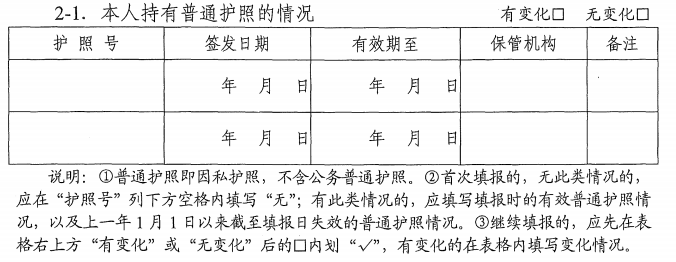 2-1. 本人持有普通护照的情况 有变化□ 无变化□
护 照 号 签发日期 有效期至 保管机构 备注
年 月 日 年 月 日
年 月 日 年 月 日
说明：①普通护照即因私护照，不含公务普通护照。②首次填报的，无此类情况的，
应在“护照号”列下方空格内填写“无”；有此类情况的，应填写填报时的有效普通护照情
况，以及上一年1月1日以来截至填报日失效的普通护照情况。③继续填报的，应先在表
格右上方“有变化”或“无变化”后的□内划“√”，有变化的在表格内填写变化情况。